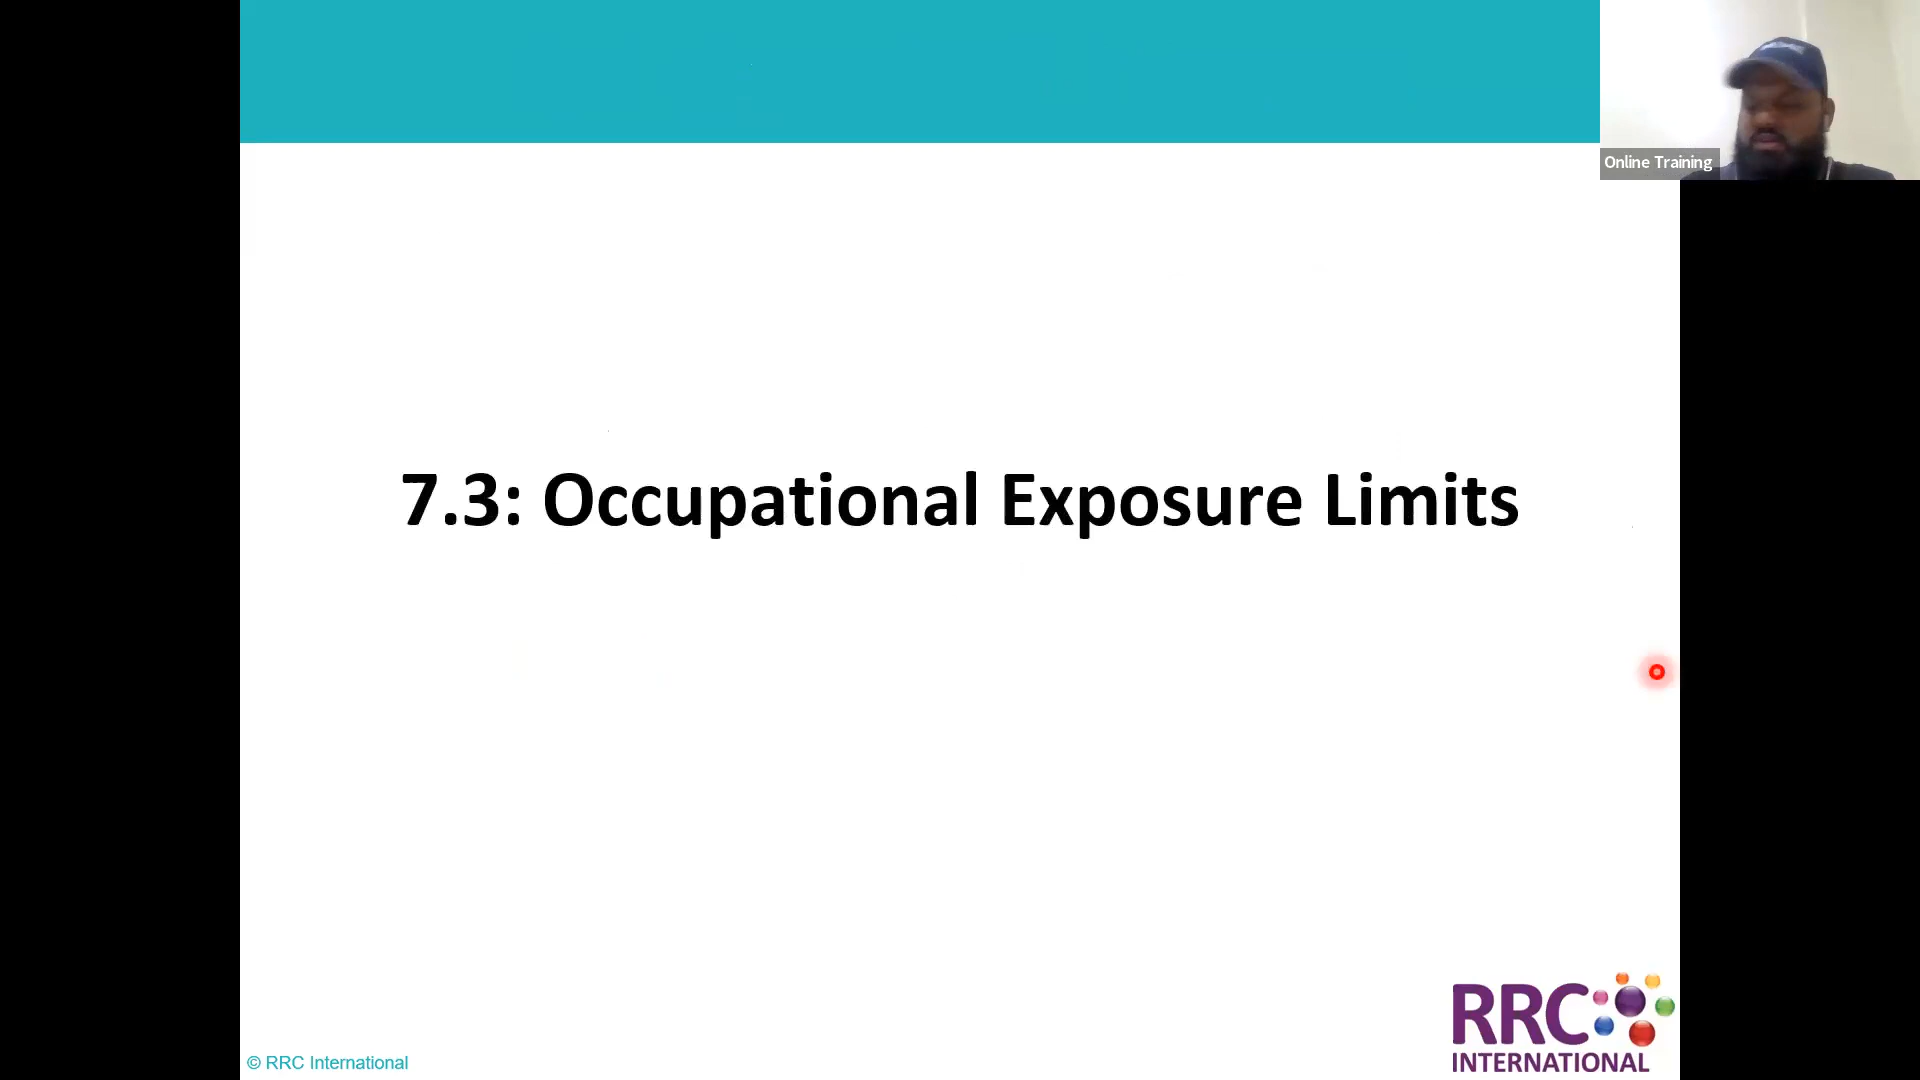 Online Training
7.3: Occupational Exposure Limits
RRC
INTERNATIONAL
© RRC International